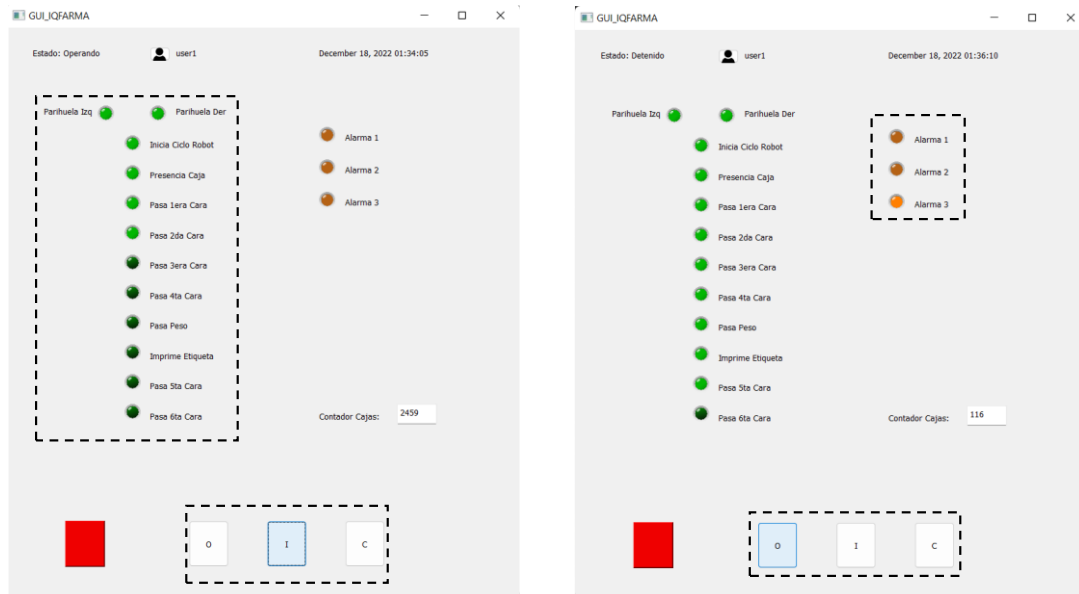 GUI_IQFARMA
Estado: Operando
user1
December 18, 2022 01:34:05
Parihuela Izq
Parihuela Der
Inicia Ciclo Robot
Presencia Caja
Pasa 1era Cara
Pasa 2da Cara
Pasa 3era Cara
Pasa 4ta Cara
Pasa Peso
Imprime Etiqueta
Pasa 5ta Cara
Pasa 6ta Cara
Alarma 1
Alarma 2
Alarma 3
Contador Cajas: 2459
O I C
GUI_IQFARMA
Estado: Detenido
user1
December 18, 2022 01:36:10
Parihuela Izq
Parihuela Der
Inicia Ciclo Robot
Presencia Caja
Pasa 1era Cara
Pasa 2da Cara
Pasa 3era Cara
Pasa 4ta Cara
Pasa Peso
Imprime Etiqueta
Pasa 5ta Cara
Pasa 6ta Cara
Alarma 1
Alarma 2
Alarma 3
Contador Cajas: 116
O I C